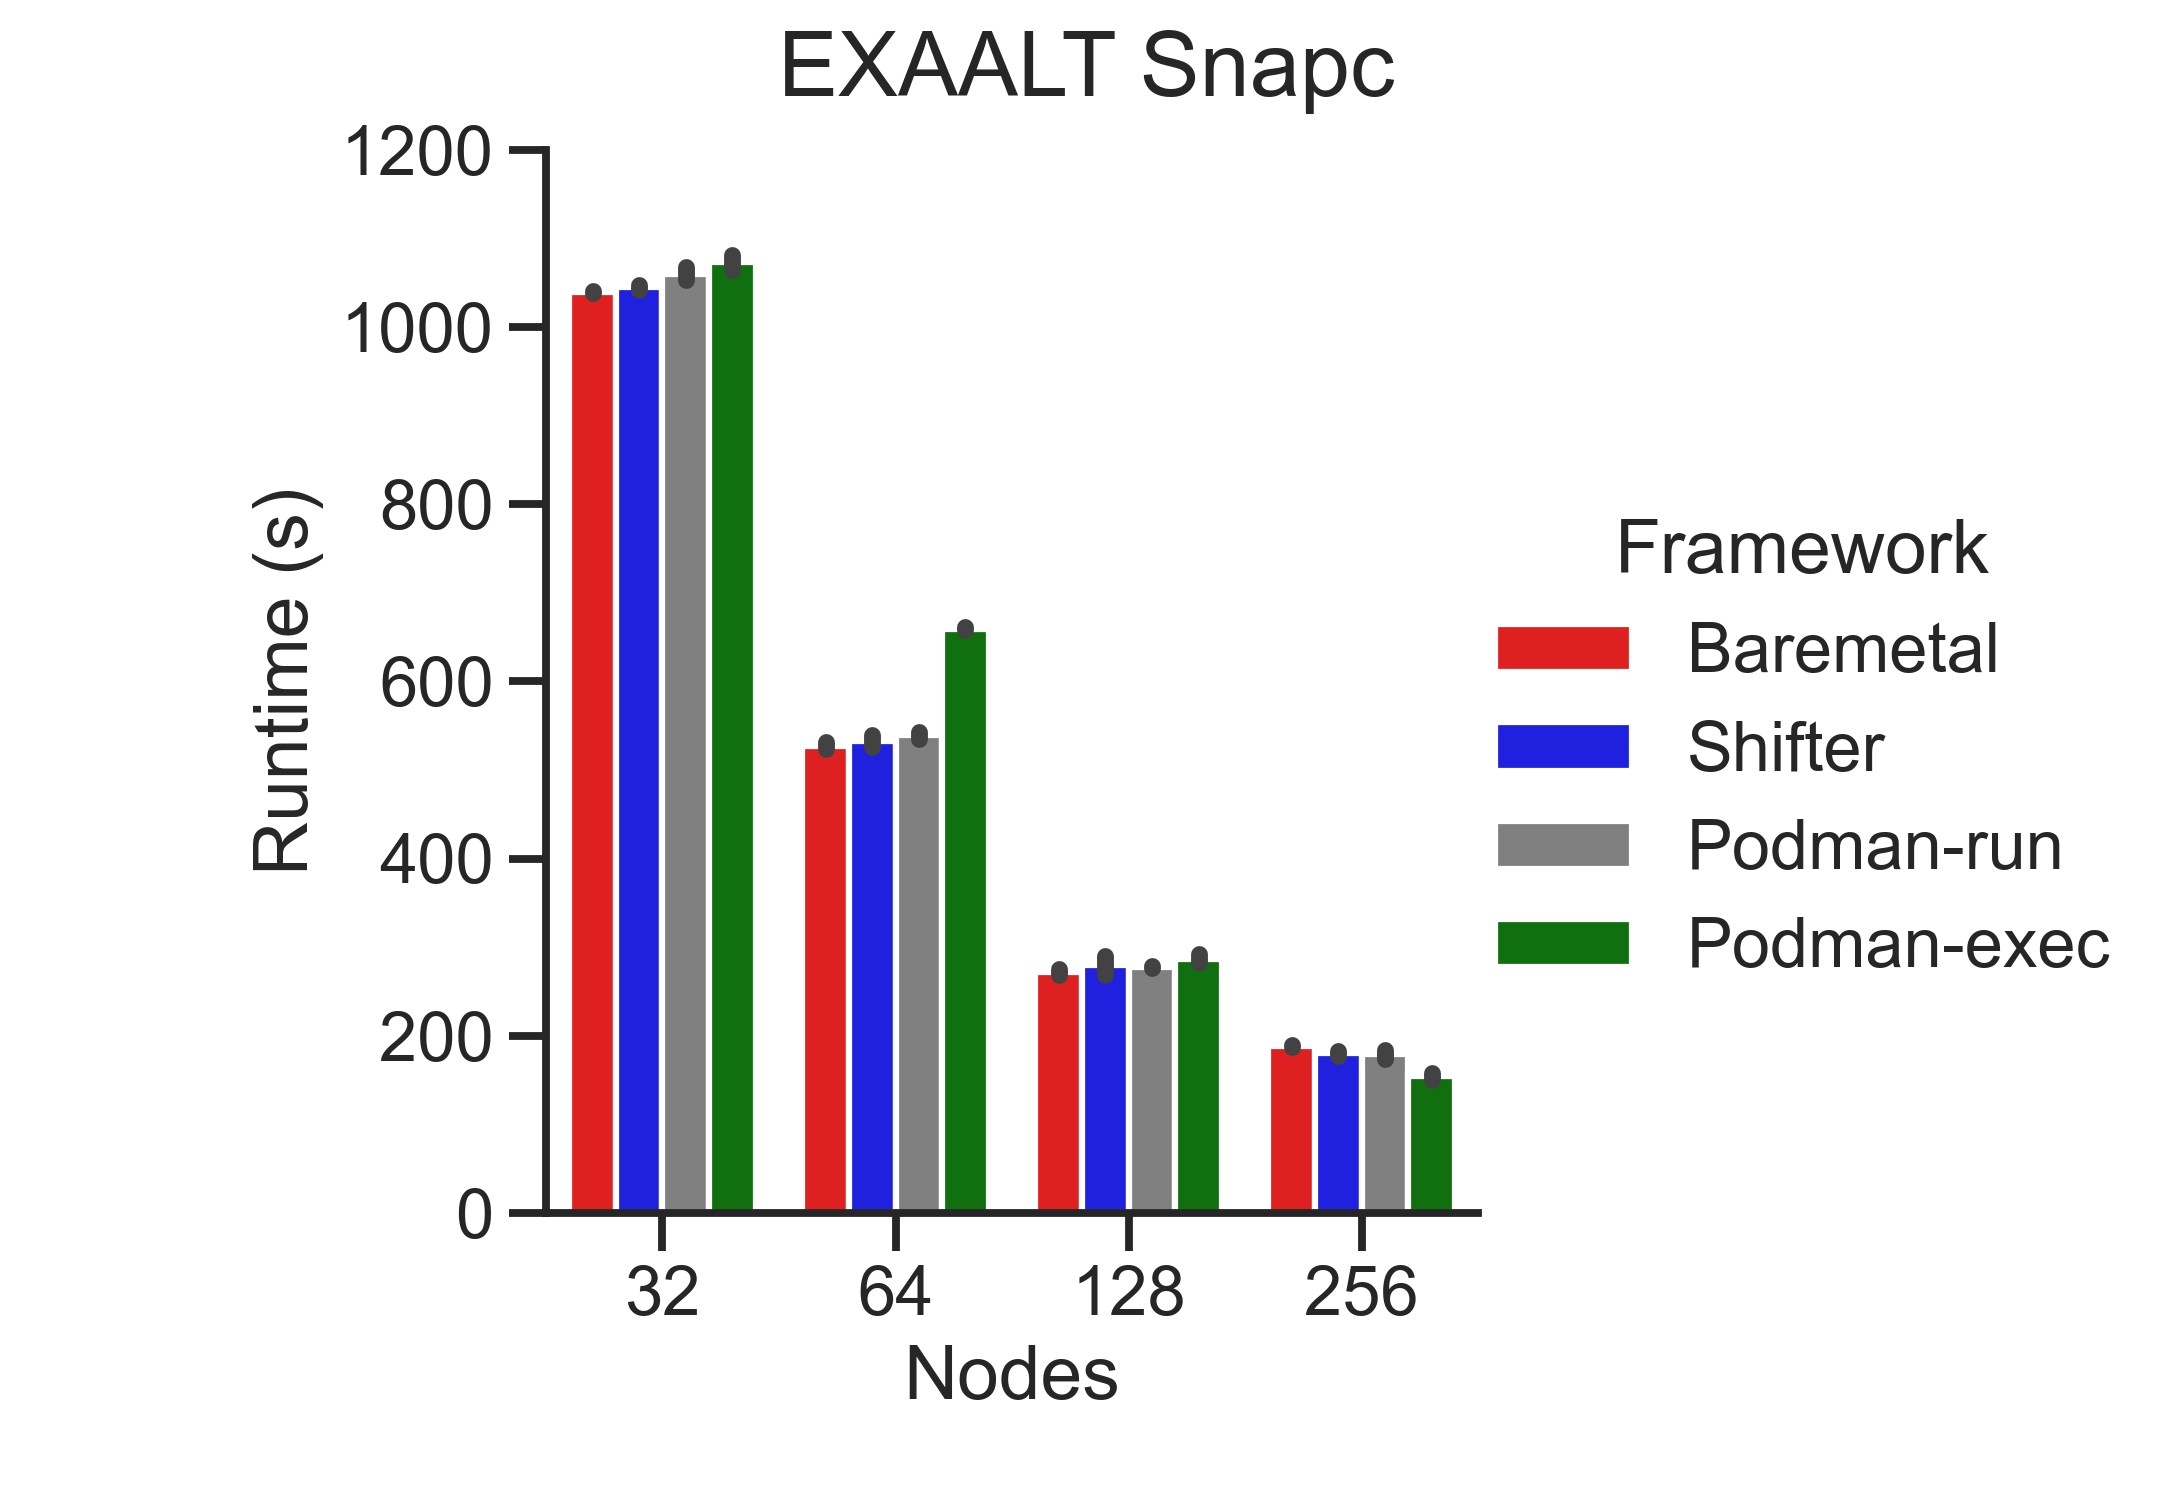 EXAALT Snapc
1200
1000
800
600
400
200
0
Runtime (s)
32 64 128 256
Nodes
Framework
Baremetal
Shifter
Podman-run
Podman-exec